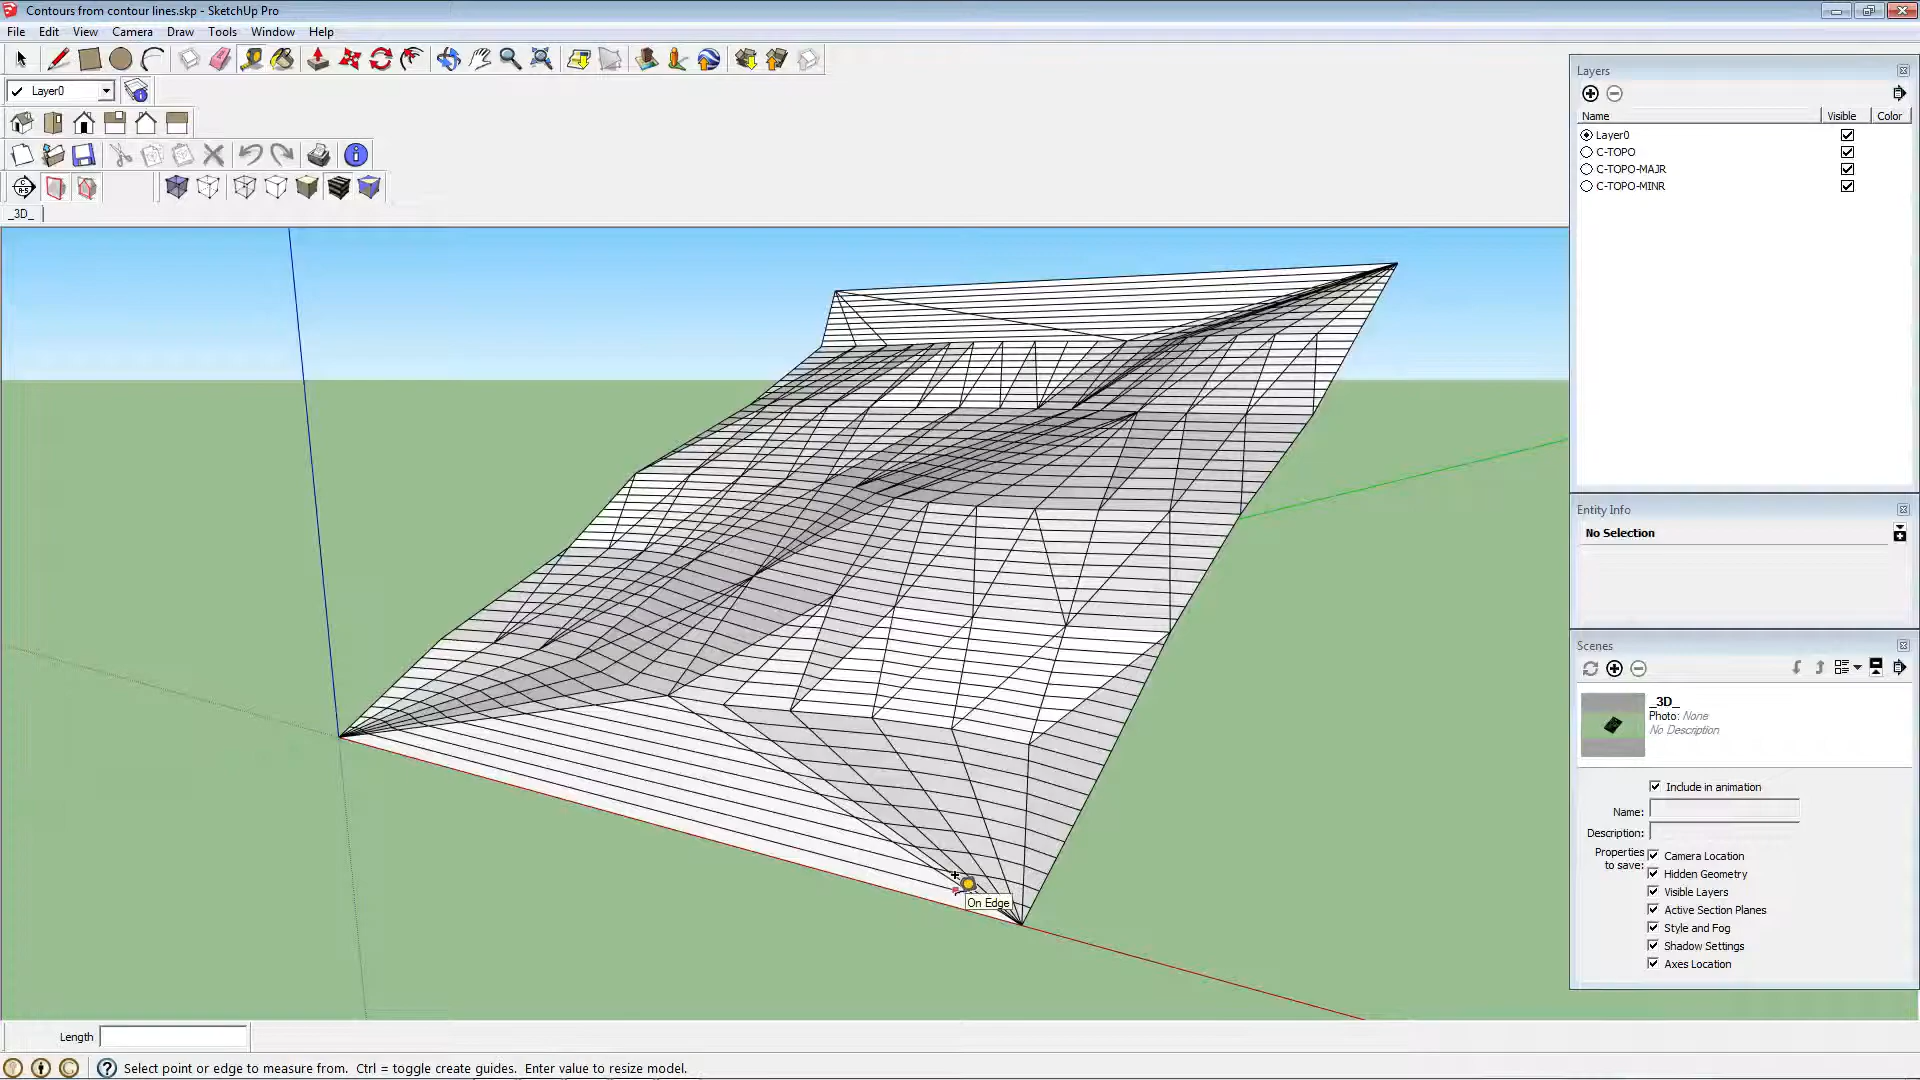 Contours from contour lines.skp - SketchUp Pro
File Edit View Camera Draw Tools Window Help
Layer0
_3D_
Layers
Name Visible Color
Layer0
C-TOPO
C-TOPO-MAJR
C-TOPO-MINR
Entity Info
No Selection
Scenes
_3D_
Photo: None
No Description
Include in animation
Name:
Description:
Properties to save:
Camera Location
Hidden Geometry
Visible Layers
Active Section Planes
Style and Fog
Shadow Settings
Axes Location
On Edge
Length
Select point or edge to measure from. Ctrl = toggle create guides. Enter value to resize model.